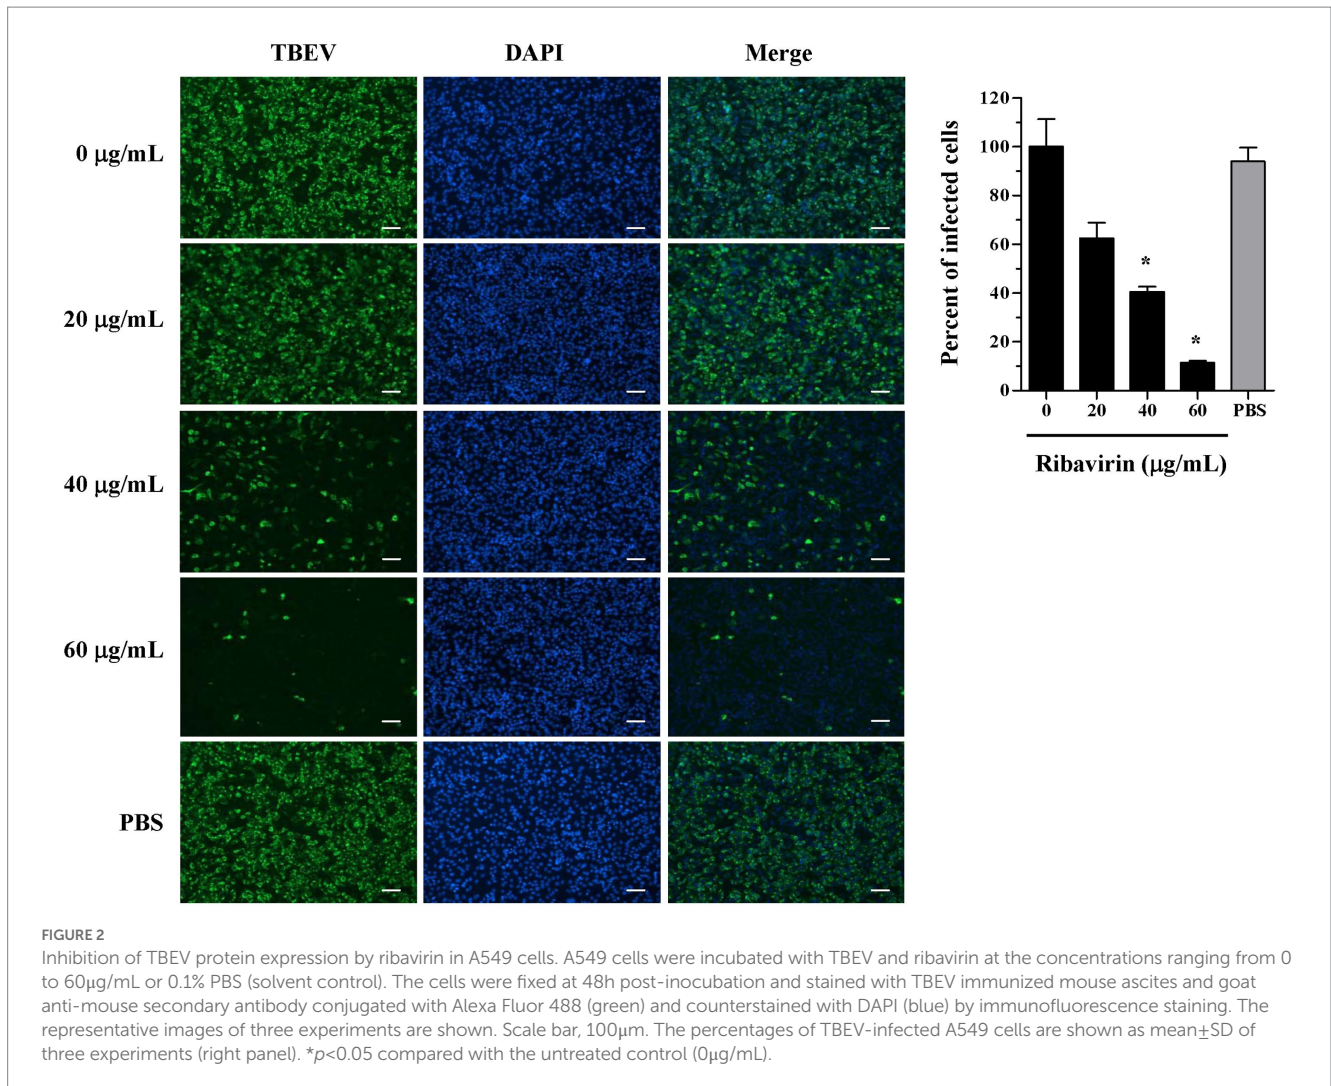 TBEV DAPI Merge
0 μg/mL
20 μg/mL
40 μg/mL
60 μg/mL
PBS
Percent of infected cells
120
100
80
60
40
20
0
*
*
0 20 40 60 PBS
Ribavirin (μg/mL)
FIGURE 2
Inhibition of TBEV protein expression by ribavirin in A549 cells. A549 cells were incubated with TBEV and ribavirin at the concentrations ranging from 0
to 60μg/mL or 0.1% PBS (solvent control). The cells were fixed at 48h post-inoculation and stained with TBEV immunized mouse ascites and goat
anti-mouse secondary antibody conjugated with Alexa Fluor 488 (green) and counterstained with DAPI (blue) by immunofluorescence staining. The
representative images of three experiments are shown. Scale bar, 100μm. The percentages of TBEV-infected A549 cells are shown as mean±SD of
three experiments (right panel). *p<0.05 compared with the untreated control (0μg/mL).